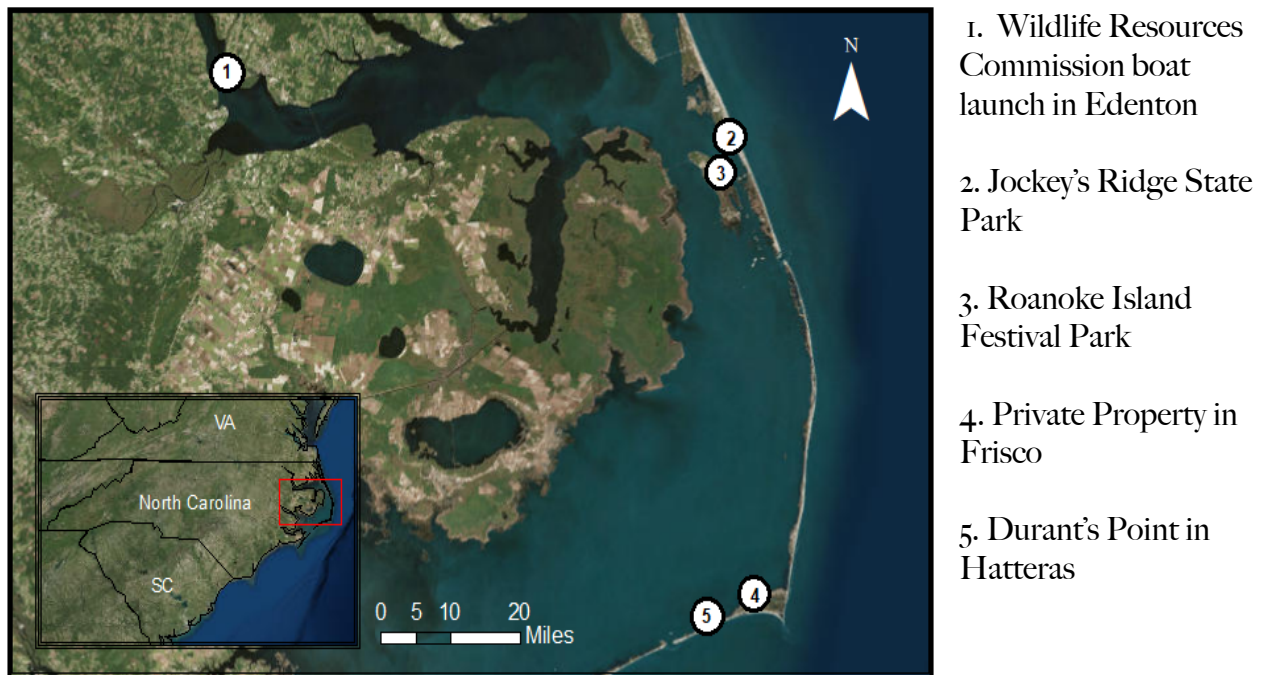 1
2
3
4
5
N
VA
North Carolina
SC
0 5 10 20
Miles
1. Wildlife Resources
Commission boat
launch in Edenton
2. Jockey's Ridge State
Park
3. Roanoke Island
Festival Park
4. Private Property in
Frisco
5. Durant's Point in
Hatteras